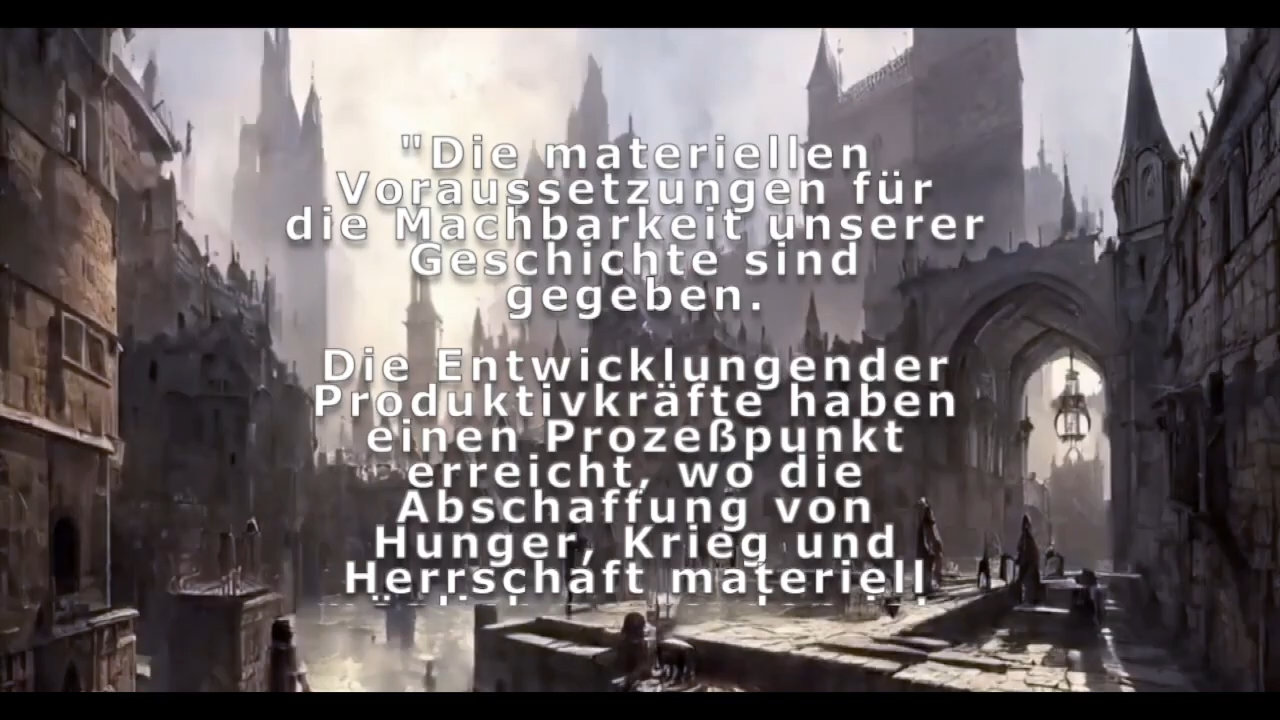 "Die materiellen
Voraussetzungen für
die Machbarkeit unserer
Geschichte sind
gegeben.
Die Entwicklungender
Produktivkräfte haben
einen Prozeßpunkt
erreicht, wo die
Abschaffung von
Hunger, Krieg und
Herrschaft materiell